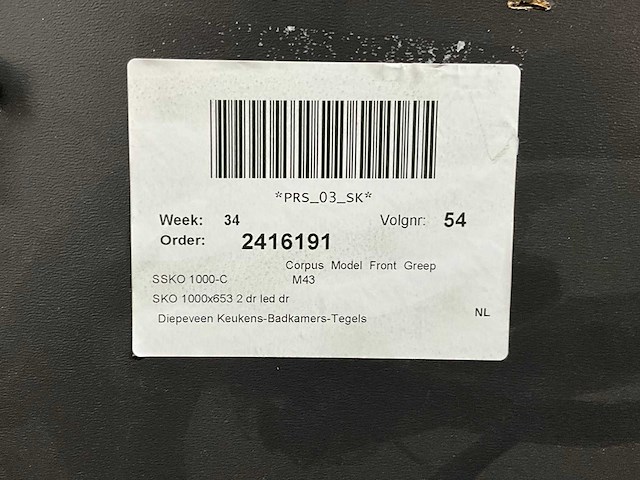 *PRS_03_SK*
Week: 34 Volgnr: 54
Order: 2416191
Corpus Model Front Greep
SSKO 1000-C M43
SKO 1000x653 2 dr led dr
Diepeveen Keukens-Badkamers-Tegels NL